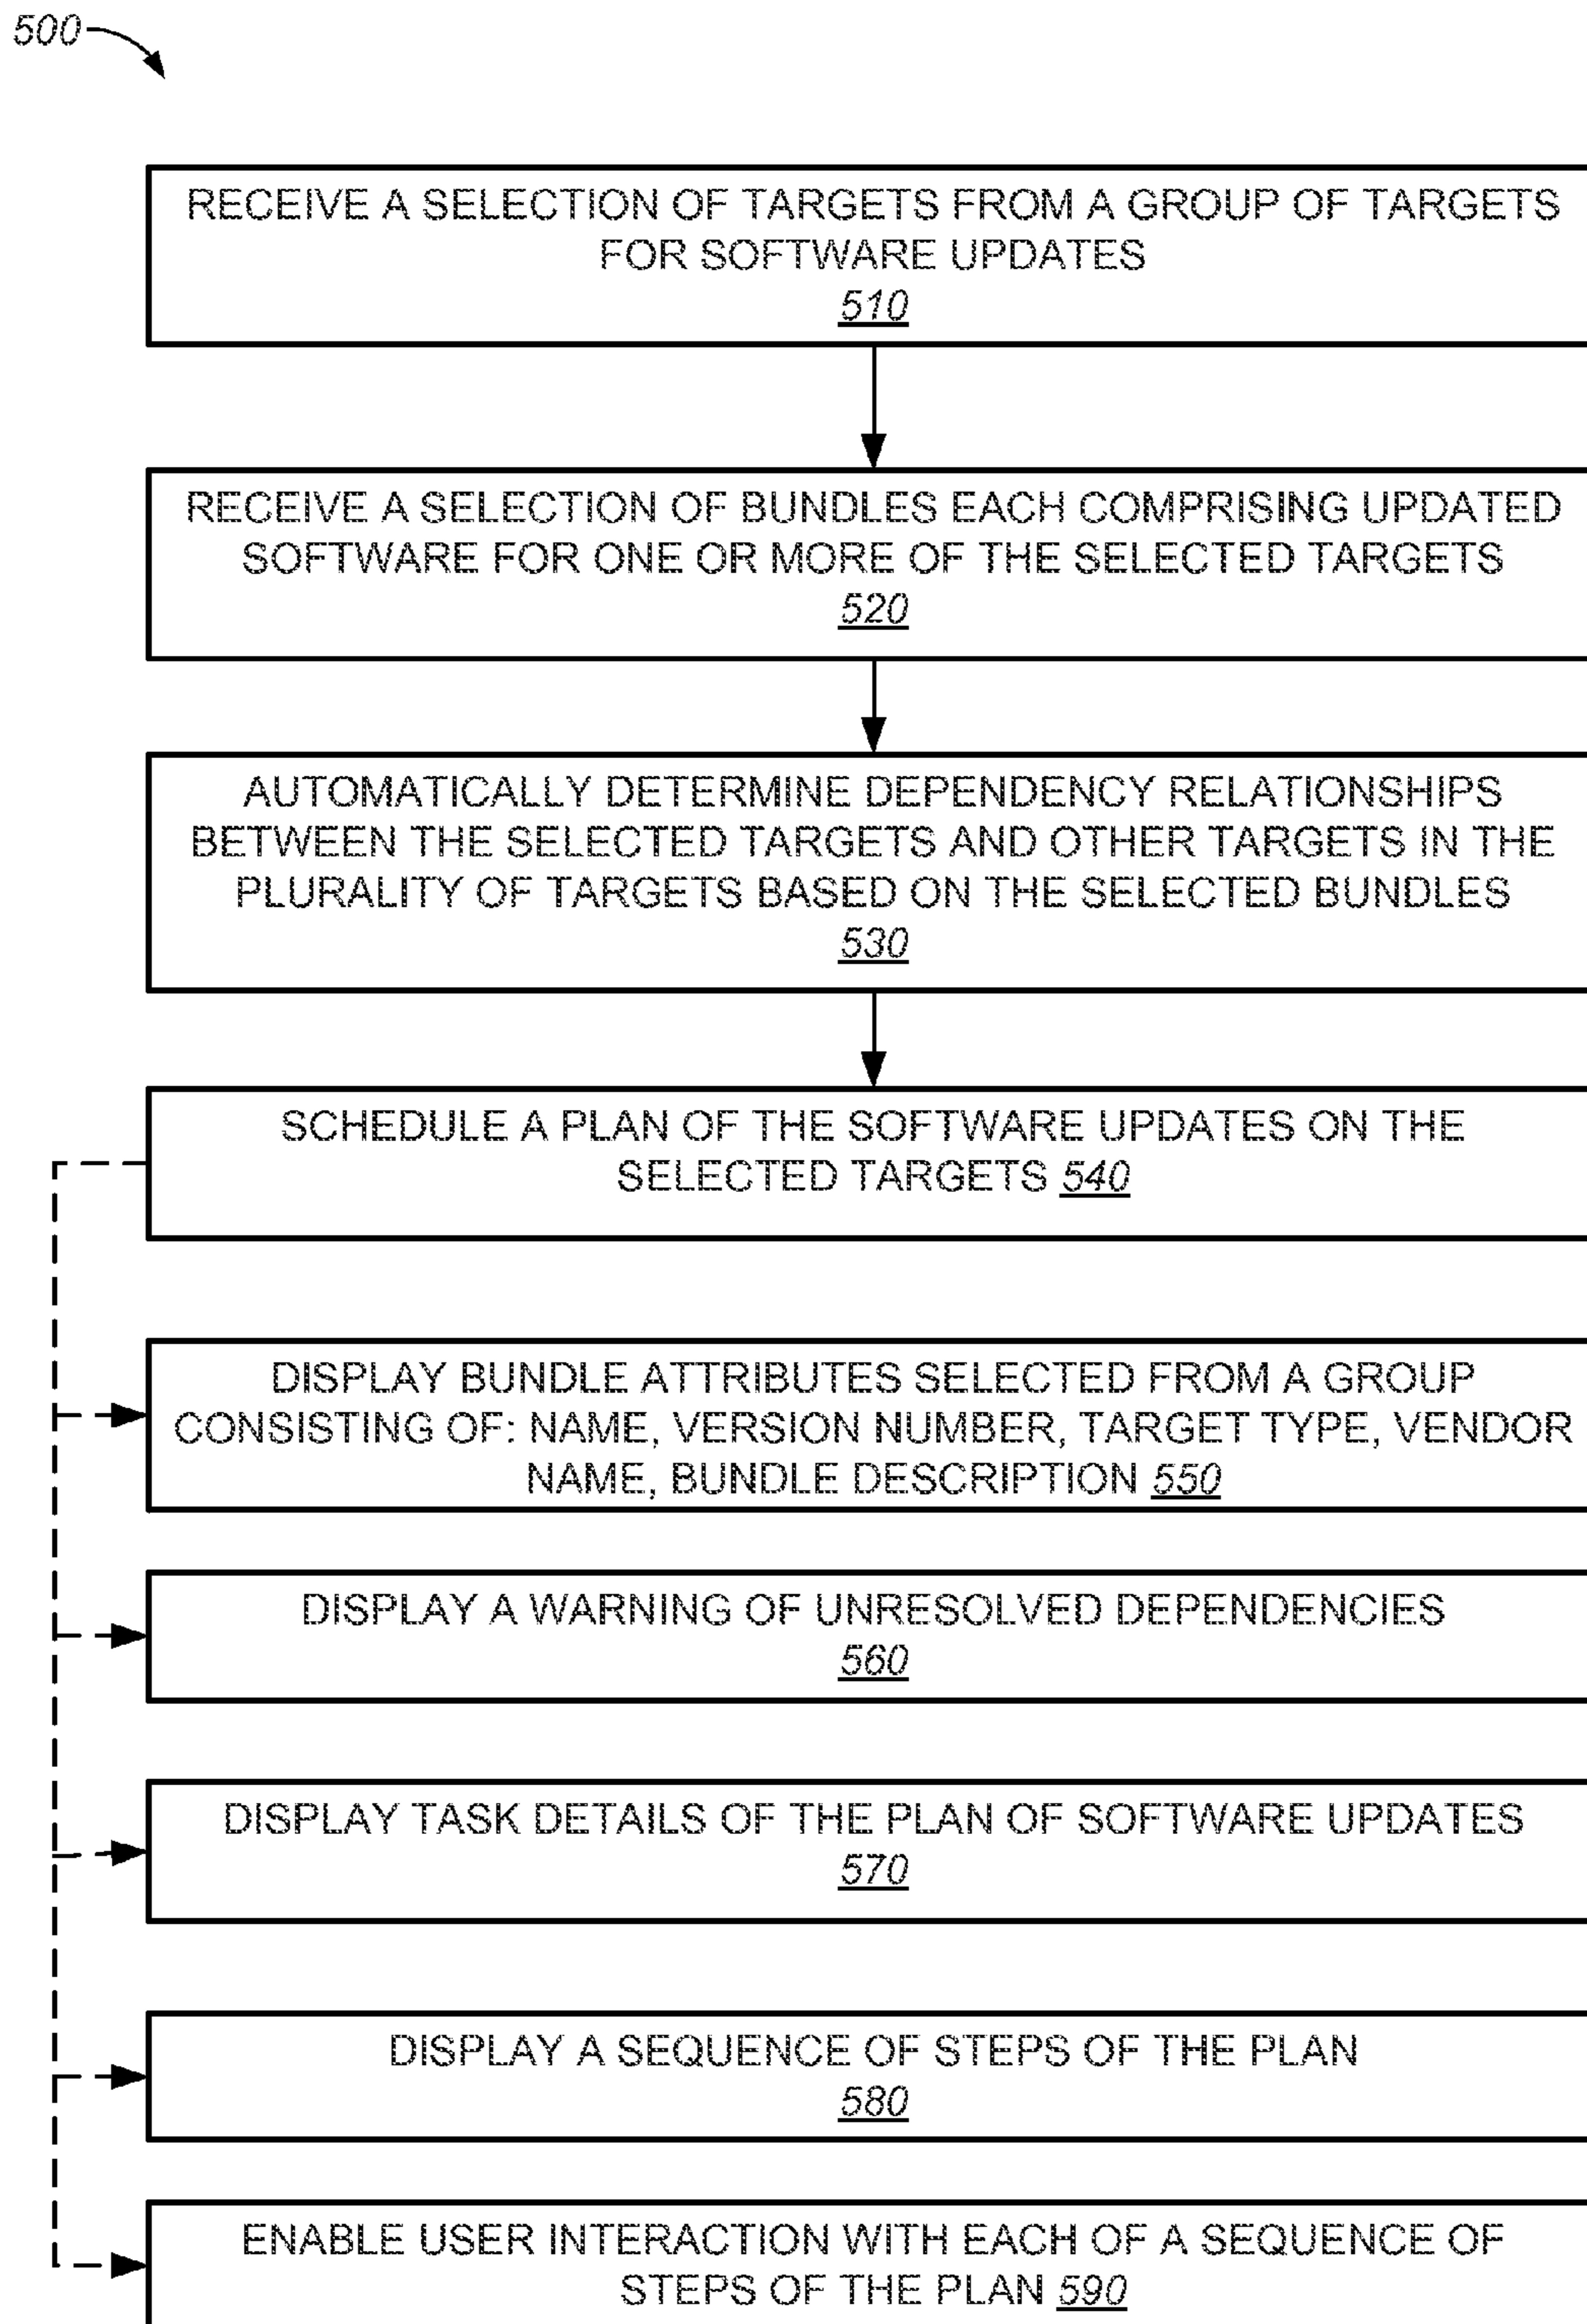 500
RECEIVE A SELECTION OF TARGETS FROM A GROUP OF TARGETS
FOR SOFTWARE UPDATES
510
RECEIVE A SELECTION OF BUNDLES EACH COMPRISING UPDATED
SOFTWARE FOR ONE OR MORE OF THE SELECTED TARGETS
520
AUTOMATICALLY DETERMINE DEPENDENCY RELATIONSHIPS
BETWEEN THE SELECTED TARGETS AND OTHER TARGETS IN THE
PLURALITY OF TARGETS BASED ON THE SELECTED BUNDLES
530
SCHEDULE A PLAN OF THE SOFTWARE UPDATES ON THE
SELECTED TARGETS 540
DISPLAY BUNDLE ATTRIBUTES SELECTED FROM A GROUP
CONSISTING OF: NAME, VERSION NUMBER, TARGET TYPE, VENDOR
NAME, BUNDLE DESCRIPTION 550
DISPLAY A WARNING OF UNRESOLVED DEPENDENCIES
560
DISPLAY TASK DETAILS OF THE PLAN OF SOFTWARE UPDATES
570
DISPLAY A SEQUENCE OF STEPS OF THE PLAN
580
ENABLE USER INTERACTION WITH EACH OF A SEQUENCE OF
STEPS OF THE PLAN 590